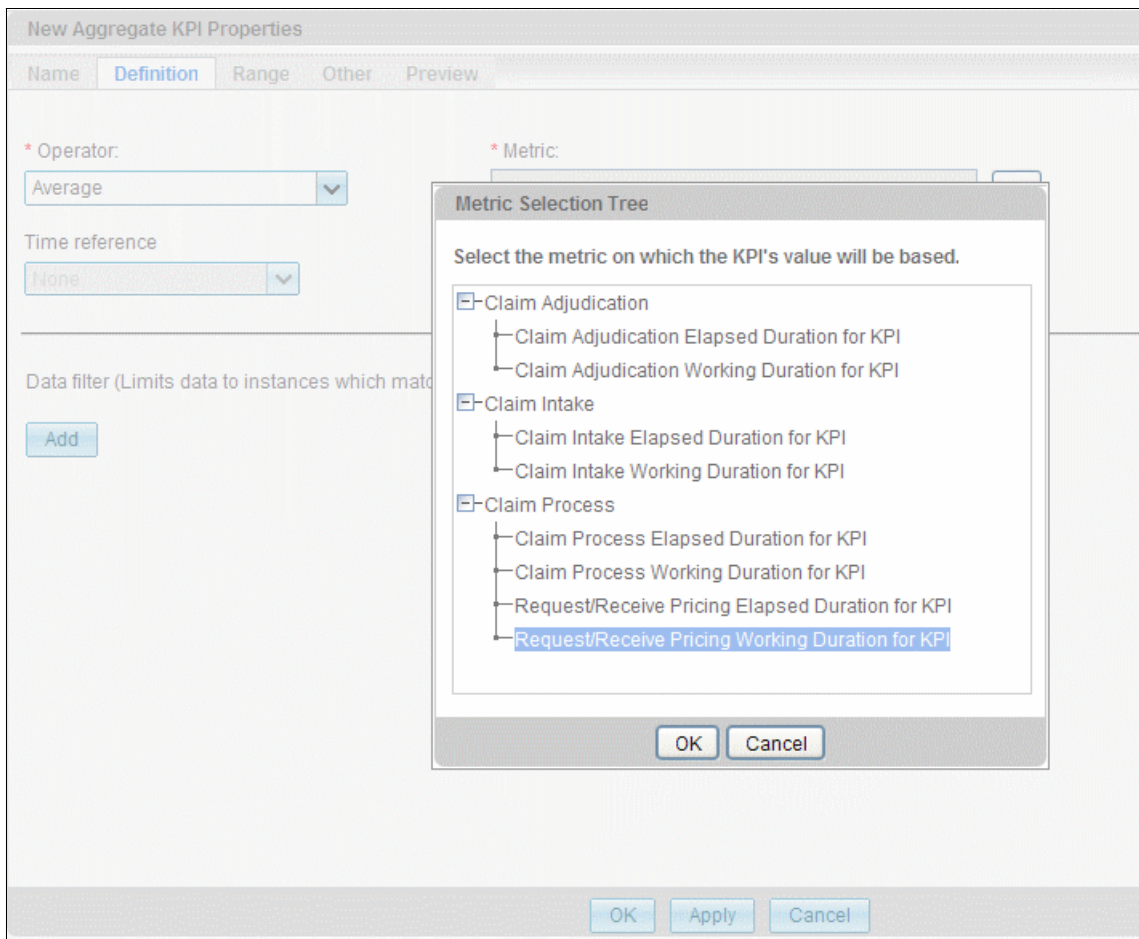 New Aggregate KPI Properties
Name Definition Range Other Preview
* Operator:
* Metric:
Average
Time reference
None
Data filter (Limits data to instances which matc
Add
Metric Selection Tree
Select the metric on which the KPI's value will be based.
Claim Adjudication
Claim Adjudication Elapsed Duration for KPI
Claim Adjudication Working Duration for KPI
Claim Intake
Claim Intake Elapsed Duration for KPI
Claim Intake Working Duration for KPI
Claim Process
Claim Process Elapsed Duration for KPI
Claim Process Working Duration for KPI
Request/Receive Pricing Elapsed Duration for KPI
Request/Receive Pricing Working Duration for KPI
OK Cancel
OK Apply Cancel